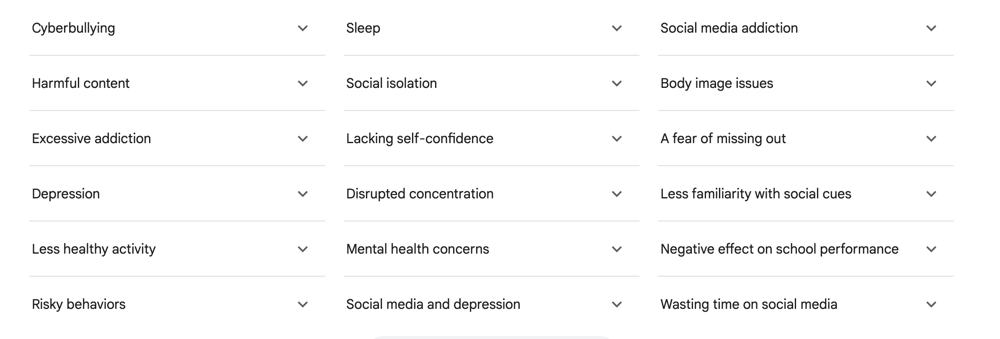 Cyberbullying
Sleep
Social media addiction
Harmful content
Social isolation
Body image issues
Excessive addiction
Lacking self-confidence
A fear of missing out
Depression
Disrupted concentration
Less familiarity with social cues
Less healthy activity
Mental health concerns
Negative effect on school performance
Risky behaviors
Social media and depression
Wasting time on social media